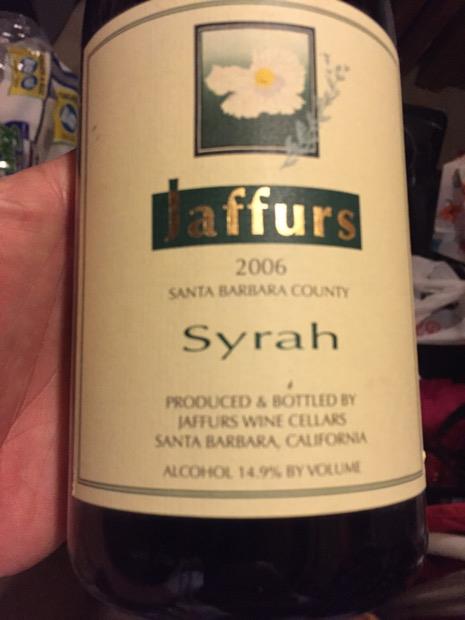 Jaffurs
2006
SANTA BARBARA COUNTY
Syrah
PRODUCED & BOTTLED BY
JAFFURS WINE CELLARS
SANTA BARBARA, CALIFORNIA
ALCOHOL 14.9% BY VOLUME